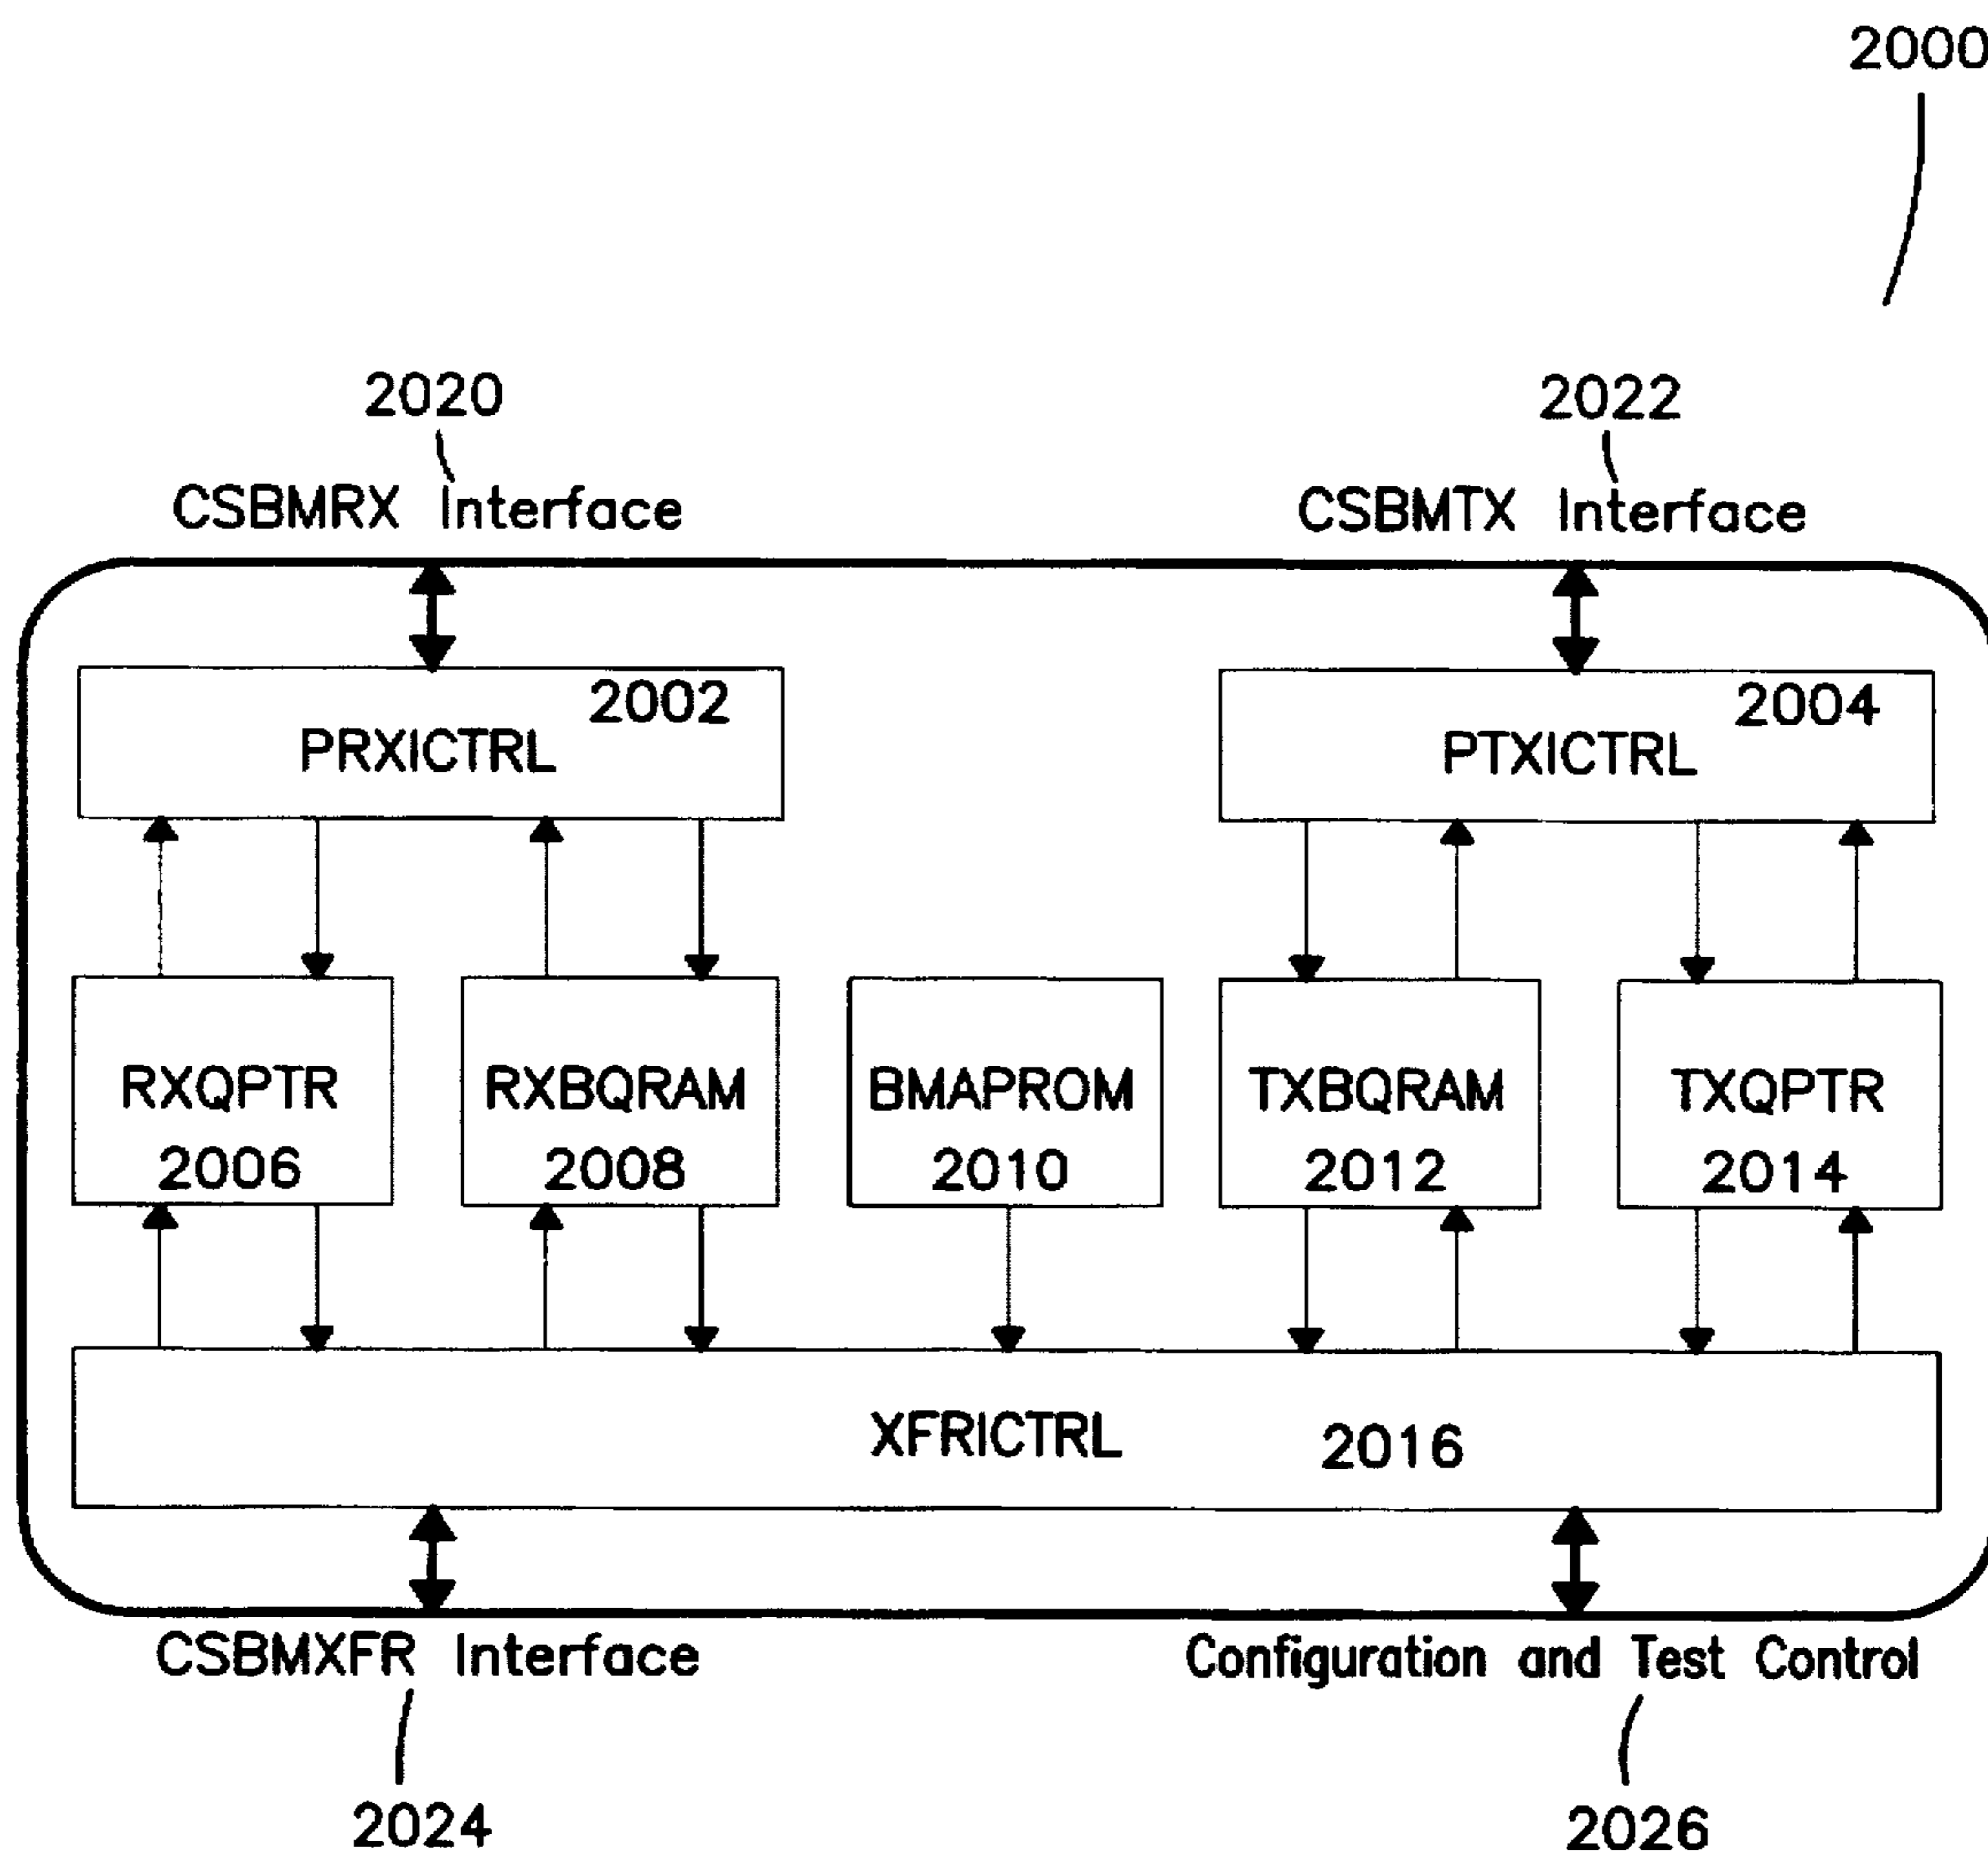 2000
2020
2022
CSBMRX Interface
CSBMTX Interface
2002
PRXICTRL
2004
PTXICTRL
RXQPTR
2006
RXBQRAM
2008
BMAPROM
2010
TXBQRAM
2012
TXQPTR
2014
XFRICTRL 2016
CSBMXFR Interface
Configuration and Test Control
2024
2026